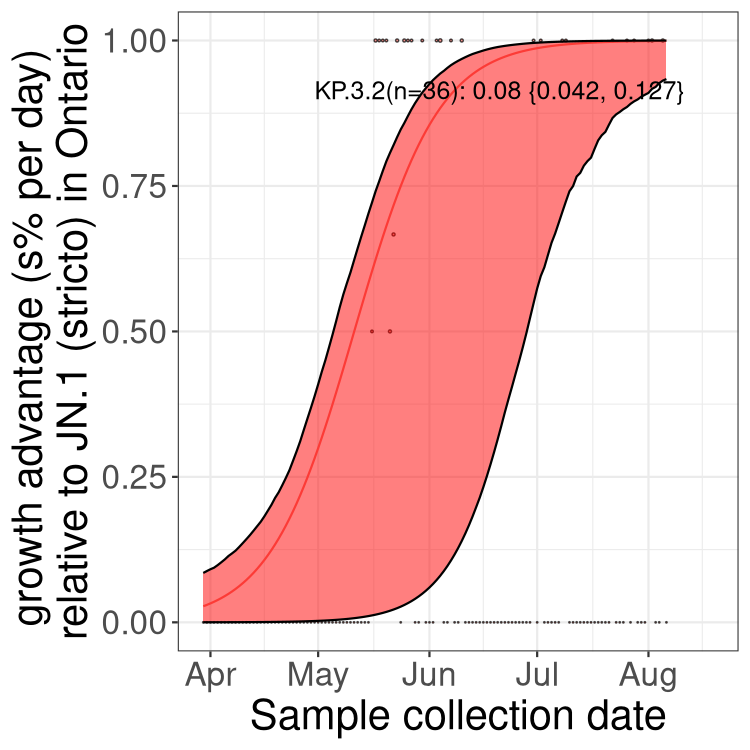 growth advantage (s% per day)
relative to JN.1 (stricto) in Ontario
1.00
0.75
0.50
0.25
0.00
KP.3.2(n=36): 0.08 {0.042, 0.127}
Apr May Jun Jul Aug
Sample collection date